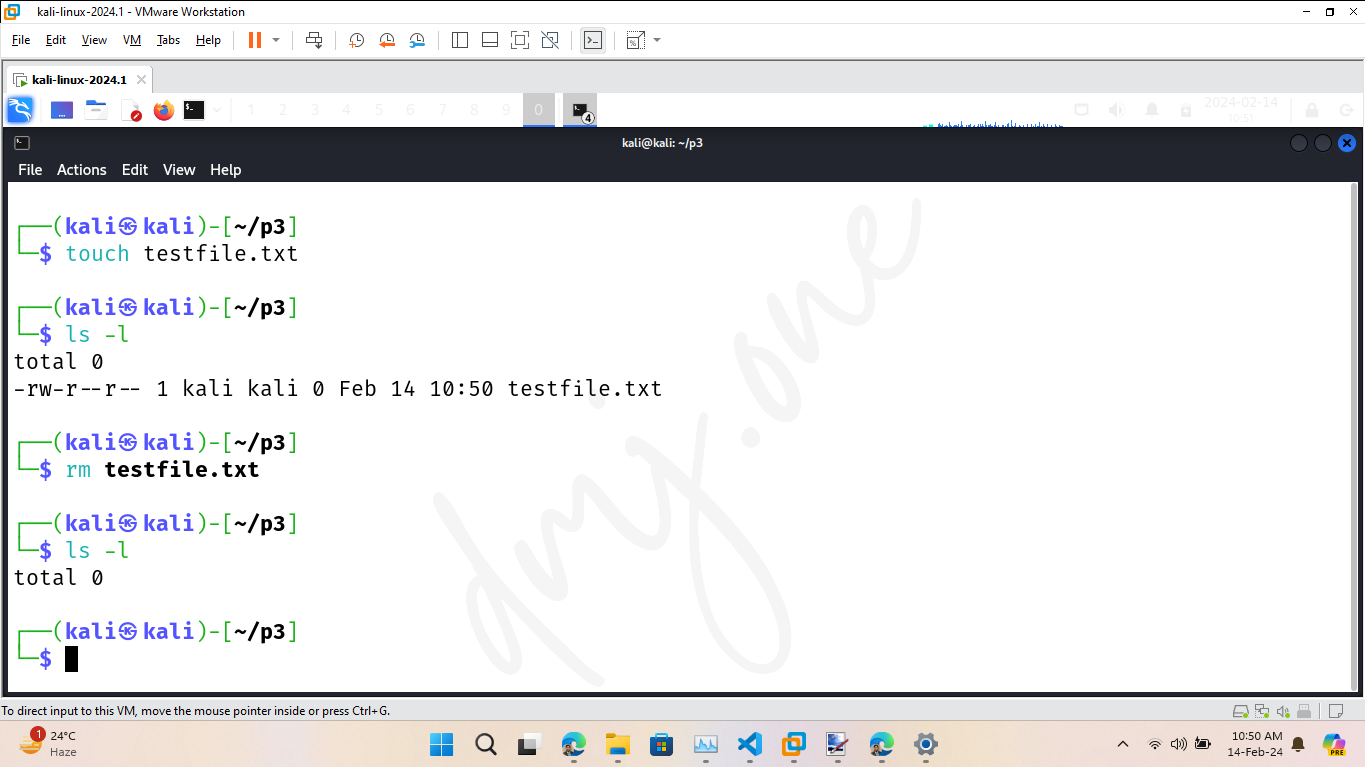 kali-linux-2024.1 - VMware Workstation
File Edit View VM Tabs Help
kali-linux-2024.1
1 2 3 4 5 6 7 8 9 0 4 2024-02-14
10:51
kali@kali: ~/p3
File Actions Edit View Help
┌──(kali㉿kali)-[~/p3]
└─$ touch testfile.txt
┌──(kali㉿kali)-[~/p3]
└─$ ls -l
total 0
-rw-r--r-- 1 kali kali 0 Feb 14 10:50 testfile.txt
┌──(kali㉿kali)-[~/p3]
└─$ rm testfile.txt
┌──(kali㉿kali)-[~/p3]
└─$ ls -l
total 0
┌──(kali㉿kali)-[~/p3]
└─$
dmj.one
To direct input to this VM, move the mouse pointer inside or press Ctrl+G.
1 24°C
Haze
10:50 AM
14-Feb-24
PRE